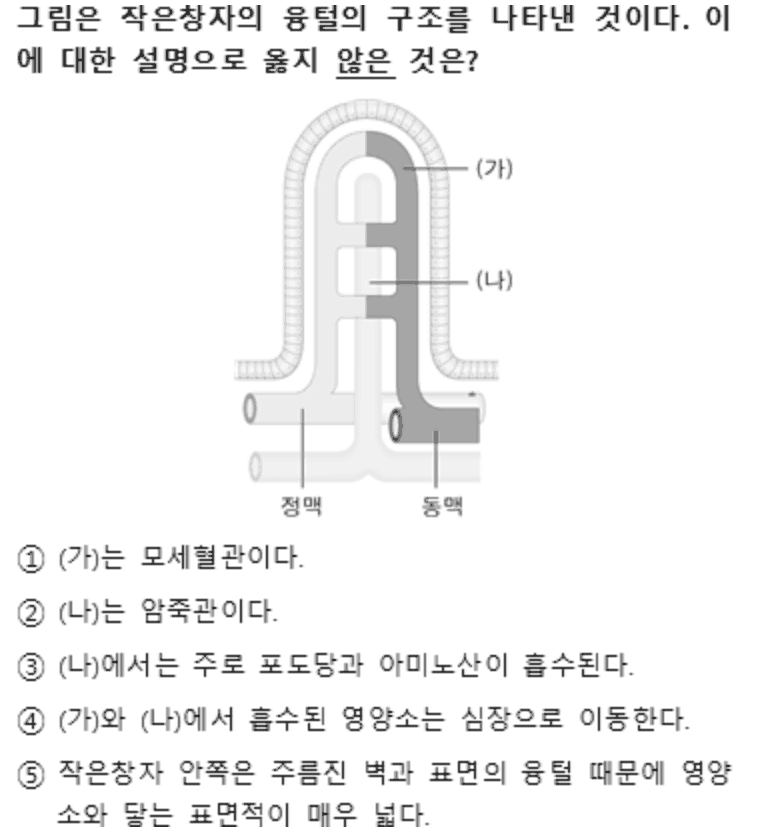 그림은 작은창자의 융털의 구조를 나타낸 것이다. 이
에 대한 설명으로 옳지 않은 것은?
(가)
(나)
정맥
동맥
① (가)는 모세혈관이다.
② (나)는 암죽관이다.
③ (나)에서는 주로 포도당과 아미노산이 흡수된다.
④ (가)와 (나)에서 흡수된 영양소는 심장으로 이동한다.
⑤ 작은창자 안쪽은 주름진 벽과 표면의 융털 때문에 영양
소와 닿는 표면적이 매우 넓다.